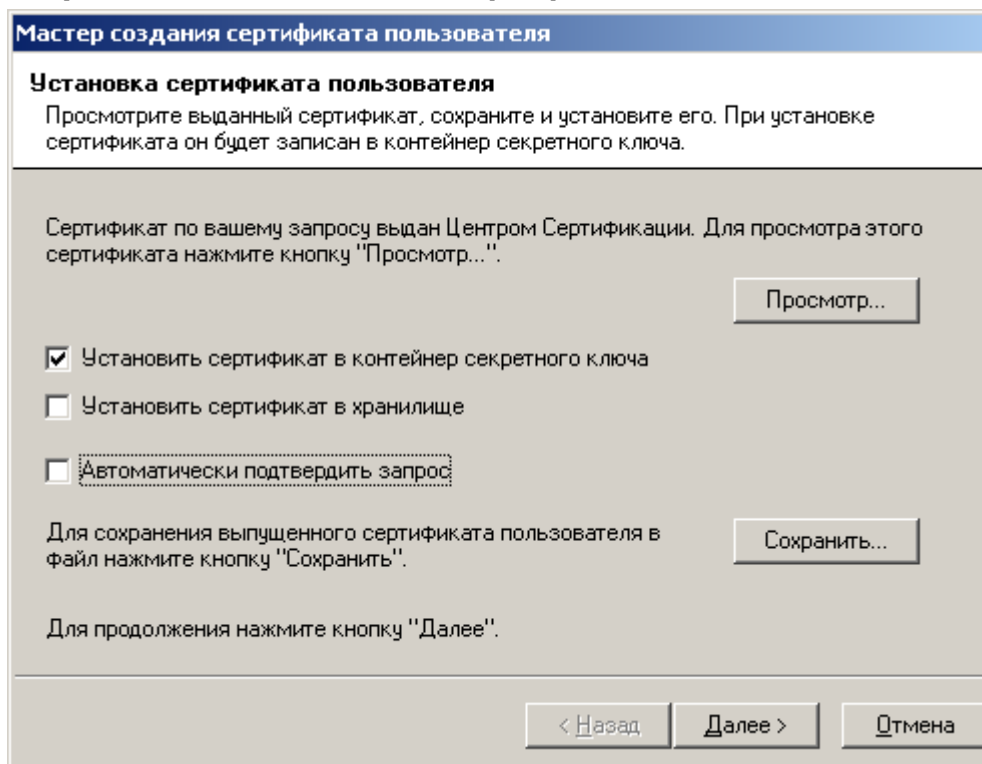 Мастер создания сертификата пользователя
Установка сертификата пользователя
Просмотрите выданный сертификат, сохраните и установите его. При установке
сертификата он будет записан в контейнер секретного ключа.
Сертификат по вашему запросу выдан Центром Сертификации. Для просмотра этого
сертификата нажмите кнопку "Просмотр...".
Просмотр...
Установить сертификат в контейнер секретного ключа
Установить сертификат в хранилище
Автоматически подтвердить запрос
Для сохранения выпущенного сертификата пользователя в
файл нажмите кнопку "Сохранить".
Сохранить...
Для продолжения нажмите кнопку "Далее".
< Назад
Далее >
Отмена